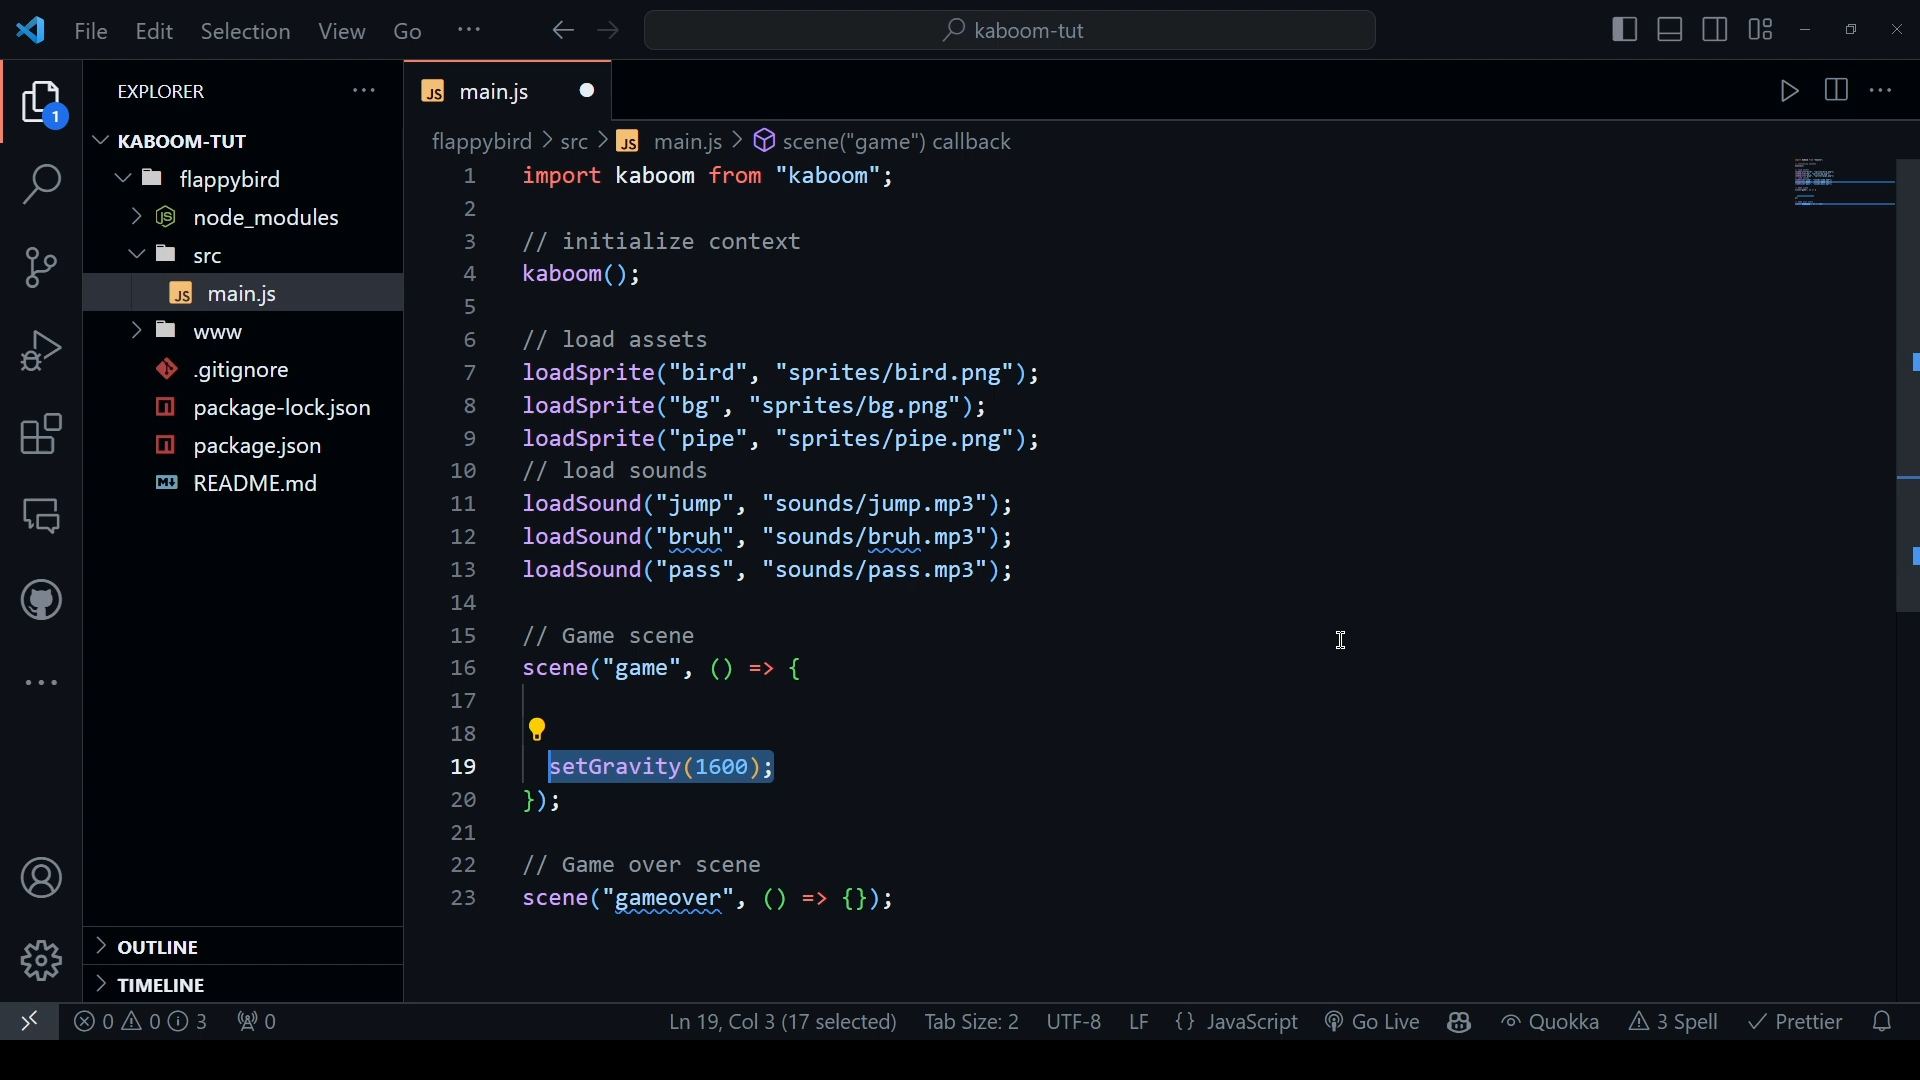 File Edit Selection View Go ··· kaboom-tut
EXPLORER ···
1
KABOOM-TUT
flappybird
node_modules
src
JS main.js
www
.gitignore
package-lock.json
package.json
README.md
OUTLINE
TIMELINE
JS main.js
flappybird > src > JS main.js > scene("game") callback
1 import kaboom from "kaboom";
2
3 // initialize context
4 kaboom();
5
6 // load assets
7 loadSprite("bird", "sprites/bird.png");
8 loadSprite("bg", "sprites/bg.png");
9 loadSprite("pipe", "sprites/pipe.png");
10 // load sounds
11 loadSound("jump", "sounds/jump.mp3");
12 loadSound("bruh", "sounds/bruh.mp3");
13 loadSound("pass", "sounds/pass.mp3");
14
15 // Game scene
16 scene("game", () => {
17
18
19 setGravity(1600);
20 });
21
22 // Game over scene
23 scene("gameover", () => {});
0 0 3 0 Ln 19, Col 3 (17 selected) Tab Size: 2 UTF-8 LF {} JavaScript Go Live Quokka 3 Spell Prettier